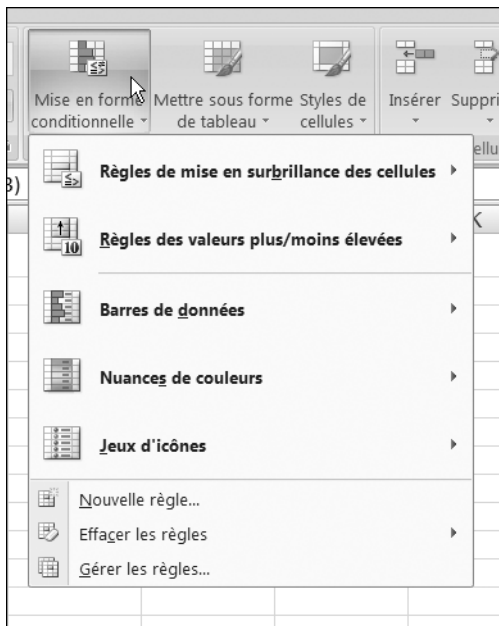 Mise en forme conditionnelle
Mettre sous forme de tableau
Styles de cellules
Insérer
Règles de mise en surbrillance des cellules
3)
K
Règles des valeurs plus/moins élevées
10
Barres de données
Nuances de couleurs
Jeux d'icônes
Nouvelle règle...
Effacer les règles
Gérer les règles...